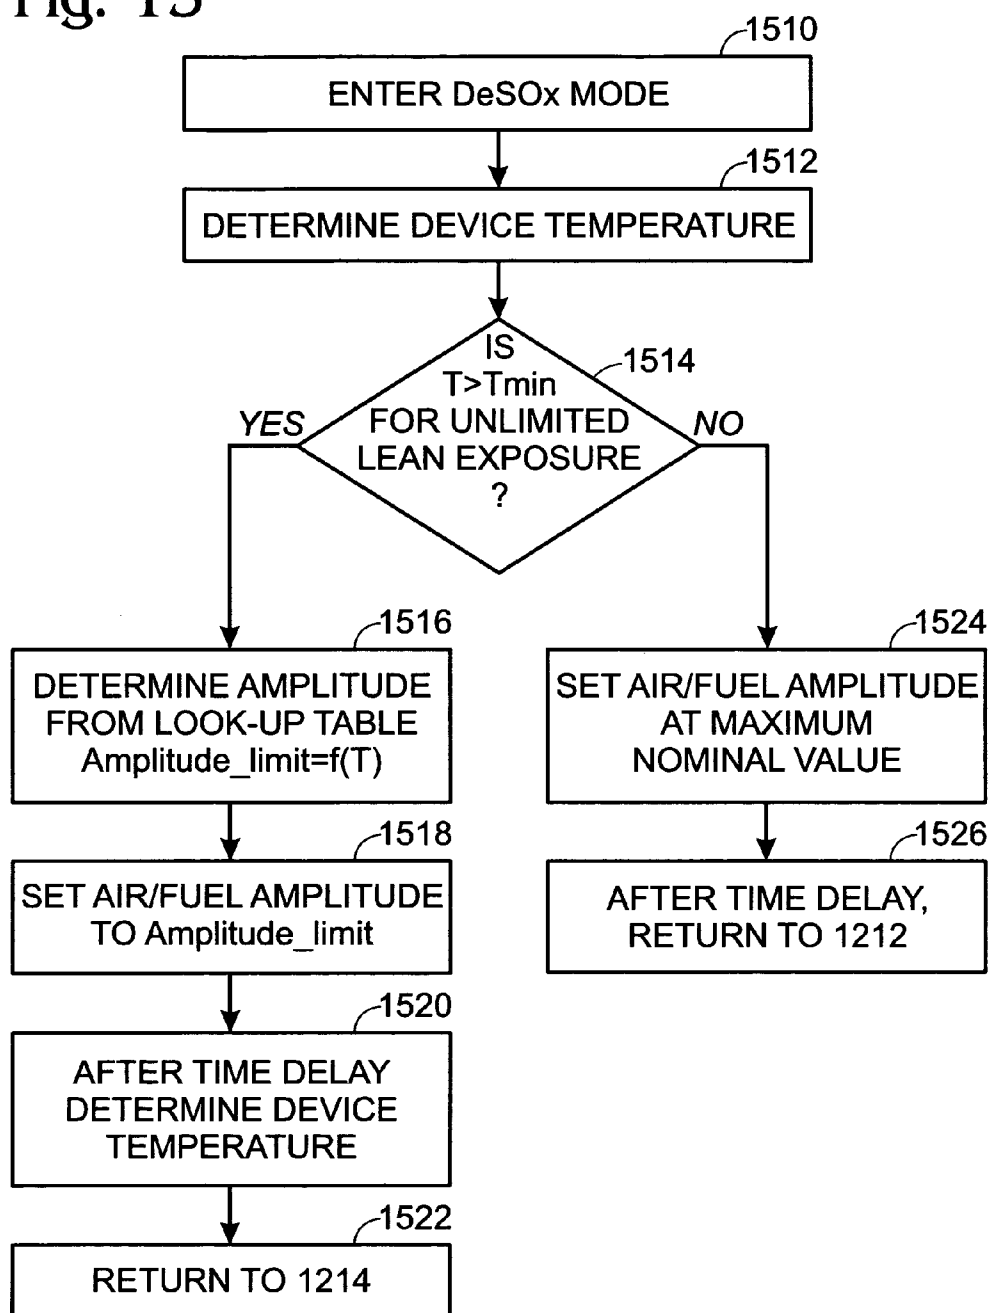 Fig. 15
1510
ENTER DeSOx MODE
1512
DETERMINE DEVICE TEMPERATURE
1514
IS
T>Tmin
FOR UNLIMITED
LEAN EXPOSURE
?
YES
NO
1516
DETERMINE AMPLITUDE
FROM LOOK-UP TABLE
Amplitude_limit=f(T)
1518
SET AIR/FUEL AMPLITUDE
TO Amplitude_limit
1520
AFTER TIME DELAY
DETERMINE DEVICE
TEMPERATURE
1522
RETURN TO 1214
1524
SET AIR/FUEL AMPLITUDE
AT MAXIMUM
NOMINAL VALUE
1526
AFTER TIME DELAY,
RETURN TO 1212